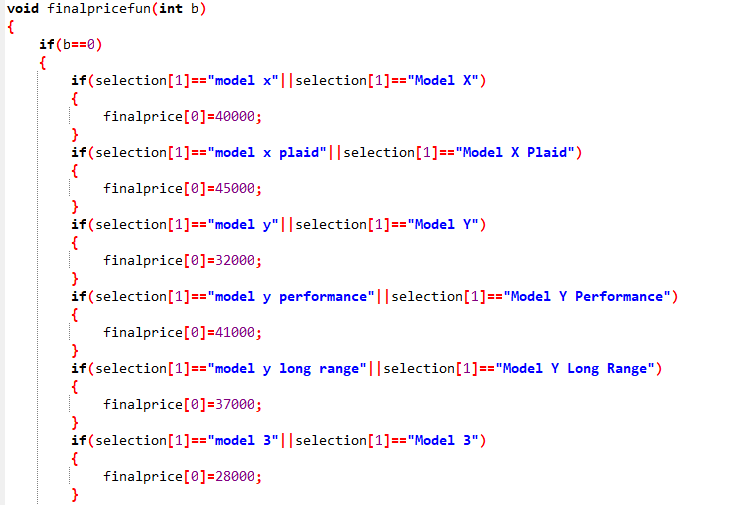 void finalpricefun(int b)
{
    if(b==0)
    {
        if(selection[1]=="model x"||selection[1]=="Model X")
        {
            finalprice[0]=40000;
        }
        if(selection[1]=="model x plaid"||selection[1]=="Model X Plaid")
        {
            finalprice[0]=45000;
        }
        if(selection[1]=="model y"||selection[1]=="Model Y")
        {
            finalprice[0]=32000;
        }
        if(selection[1]=="model y performance"||selection[1]=="Model Y Performance")
        {
            finalprice[0]=41000;
        }
        if(selection[1]=="model y long range"||selection[1]=="Model Y Long Range")
        {
            finalprice[0]=37000;
        }
        if(selection[1]=="model 3"||selection[1]=="Model 3")
        {
            finalprice[0]=28000;
        }